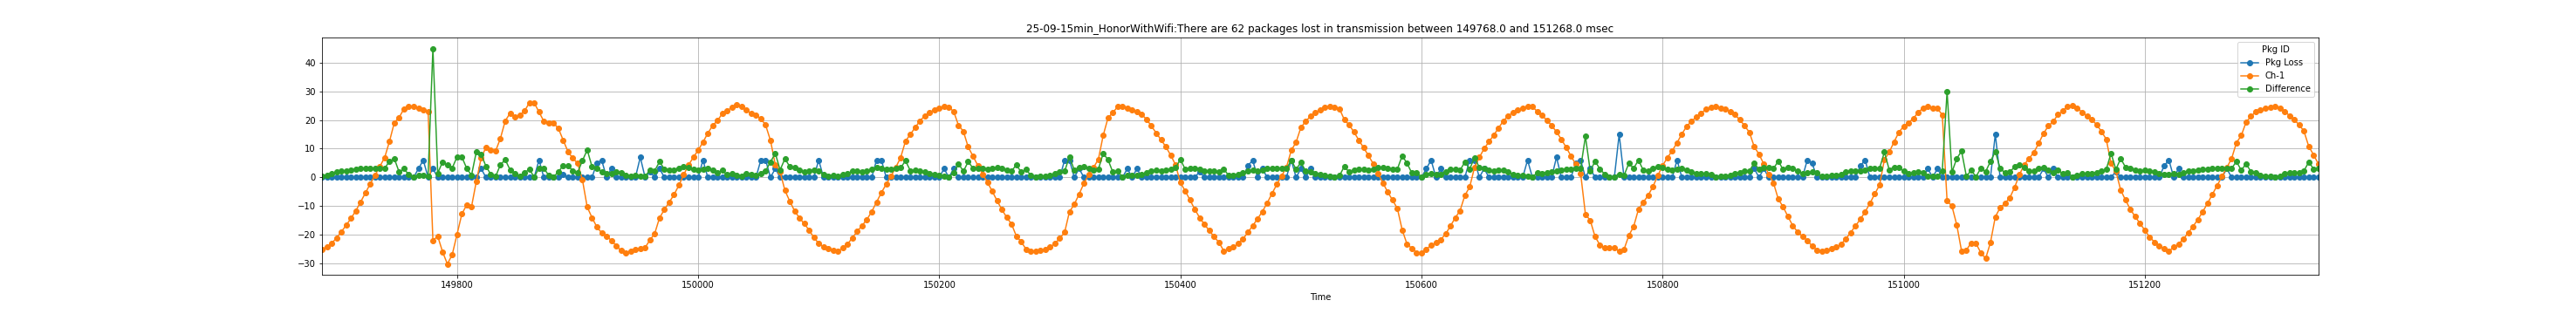 25-09-15min_HonorWithWifi:There are 62 packages lost in transmission between 149768.0 and 151268.0 msec
Pkg ID
Pkg Loss
Ch-1
Difference
40
30
20
10
0
−10
−20
−30
149800 150000 150200 150400 150600 150800 151000 151200
Time